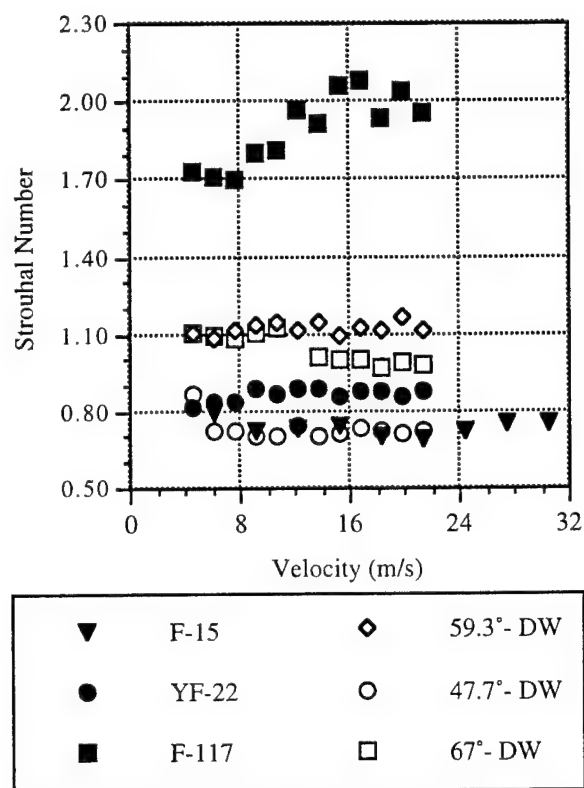 2.30
2.00
1.70
1.40
1.10
0.80
0.50
Strouhal Number
0 8 16 24 32
Velocity (m/s)
F-15 59.3°- DW
YF-22 47.7°- DW
F-117 67°- DW